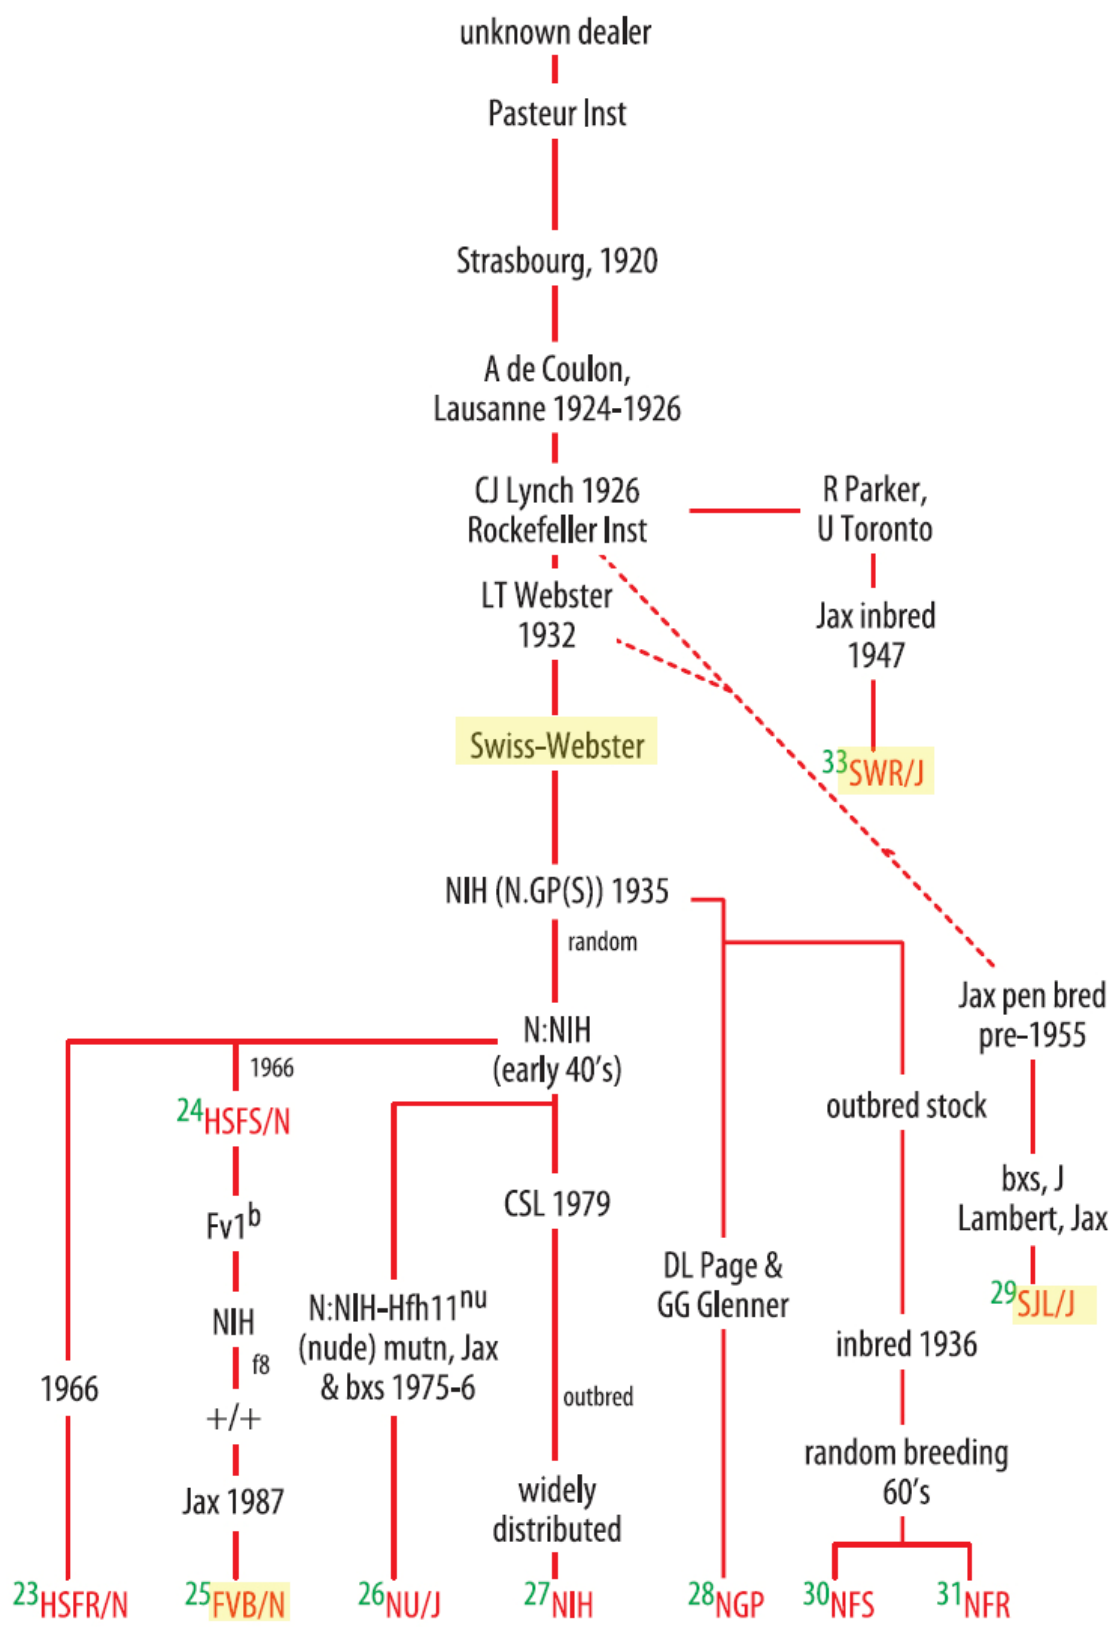 unknown dealer
Pasteur Inst
Strasbourg, 1920
A de Coulon,
Lausanne 1924-1926
CJ Lynch 1926
Rockefeller Inst
R Parker,
U Toronto
LT Webster
1932
Jax inbred
1947
Swiss-Webster
33SWR/J
NIH (N.GP(S)) 1935
random
Jax pen bred
pre-1955
N:NIH
(early 40's)
1966
24HSFS/N
outbred stock
bxs, J
Lambert, Jax
CSL 1979
Fv1b
DL Page &
GG Glenner
29SJL/J
N:NIH-Hfh11nu
(nude) mutn, Jax
& bxs 1975-6
NIH
f8
inbred 1936
1966
+/+
outbred
random breeding
60's
Jax 1987
widely
distributed
23HSFR/N
25FVB/N
26NU/J
27NIH
28NGP
30NFS
31NFR